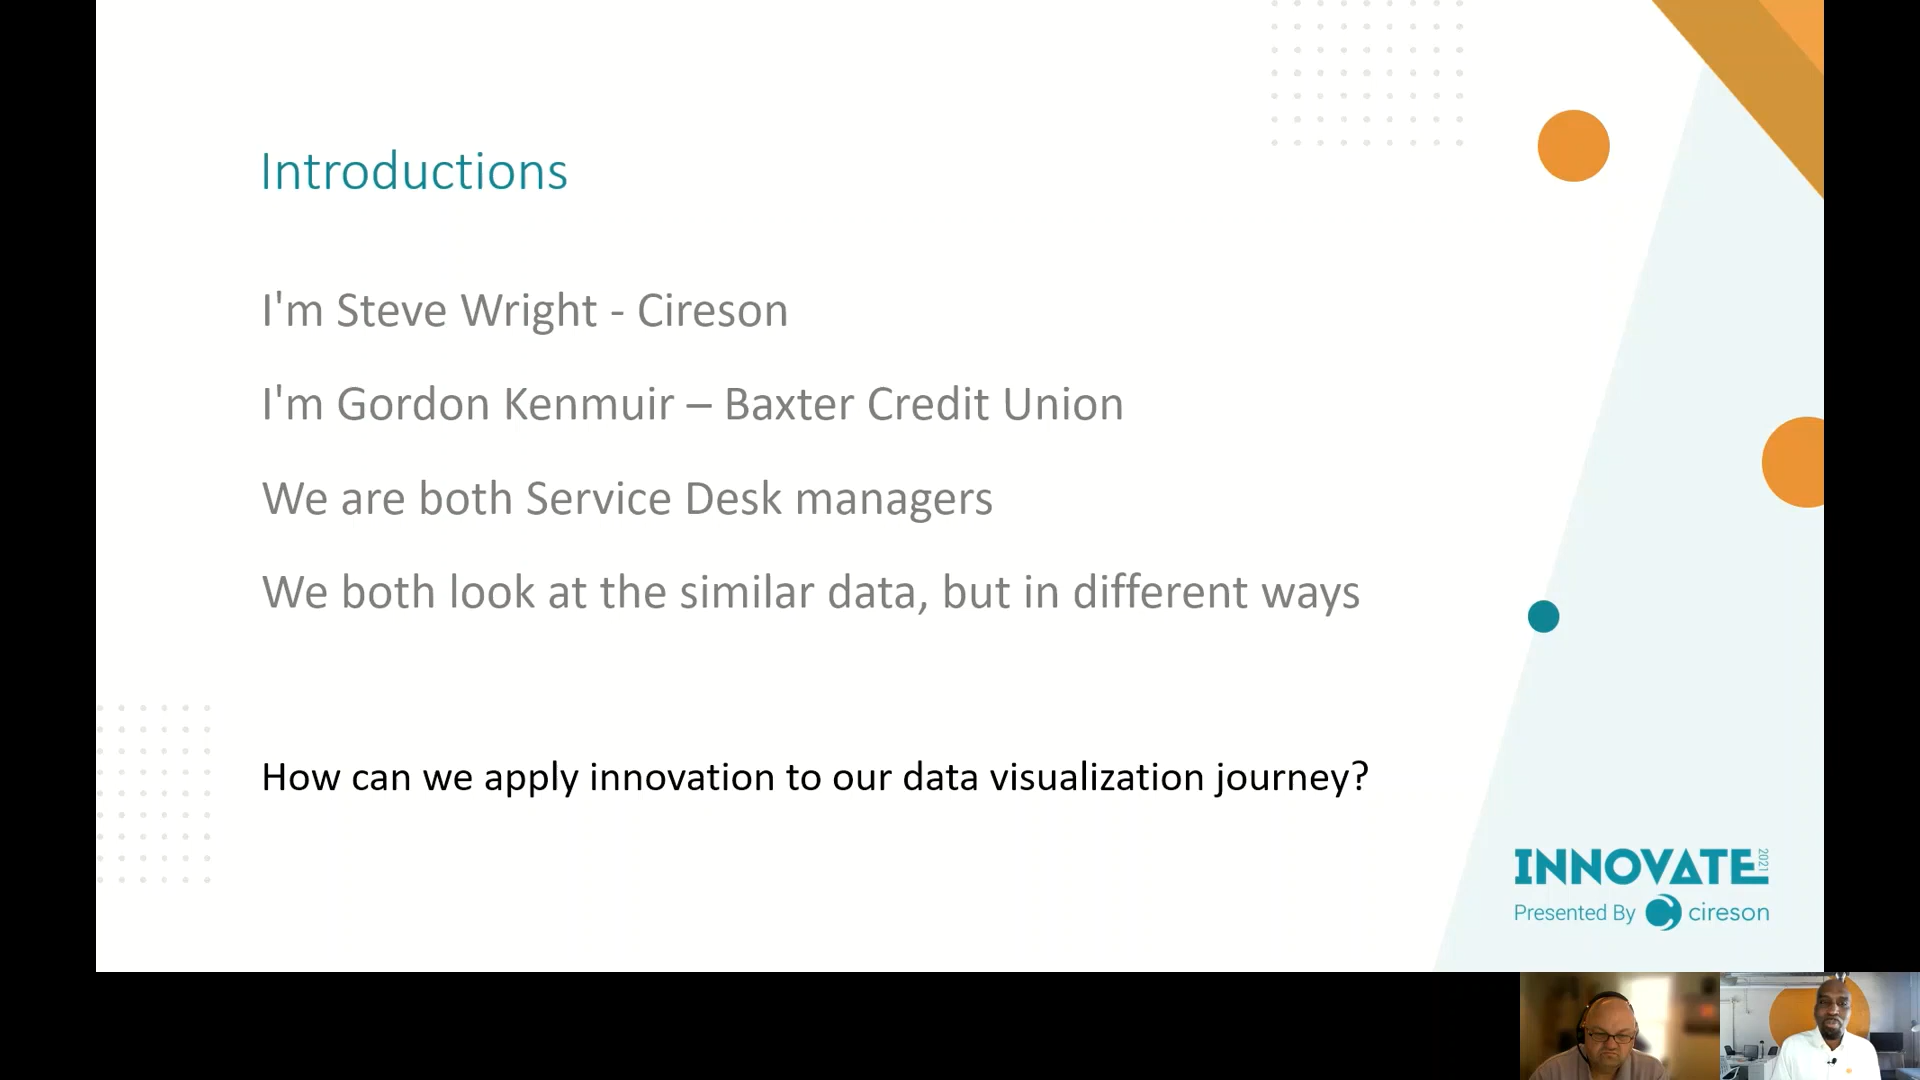 Introductions
I'm Steve Wright - Cireson
I'm Gordon Kenmuir – Baxter Credit Union
We are both Service Desk managers
We both look at the similar data, but in different ways
How can we apply innovation to our data visualization journey?
INNOVATE 2021
Presented By cireson